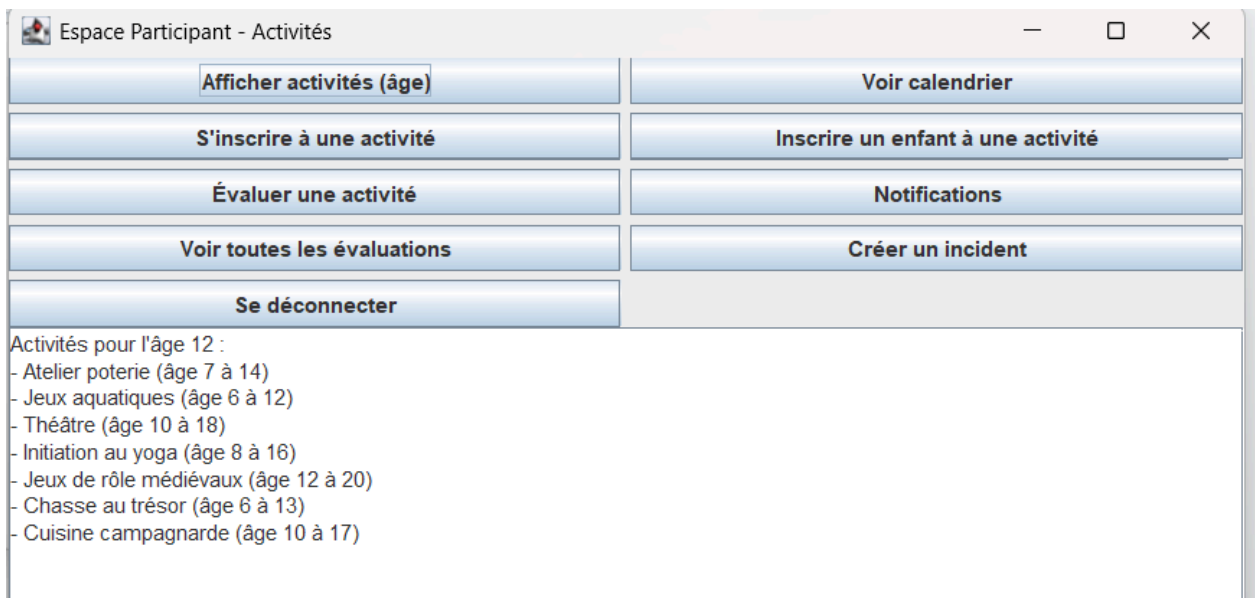 Espace Participant - Activités
Afficher activités (âge)
Voir calendrier
S'inscrire à une activité
Inscrire un enfant à une activité
Évaluer une activité
Notifications
Voir toutes les évaluations
Créer un incident
Se déconnecter
Activités pour l'âge 12 :
- Atelier poterie (âge 7 à 14)
- Jeux aquatiques (âge 6 à 12)
- Théâtre (âge 10 à 18)
- Initiation au yoga (âge 8 à 16)
- Jeux de rôle médiévaux (âge 12 à 20)
- Chasse au trésor (âge 6 à 13)
- Cuisine campagnarde (âge 10 à 17)